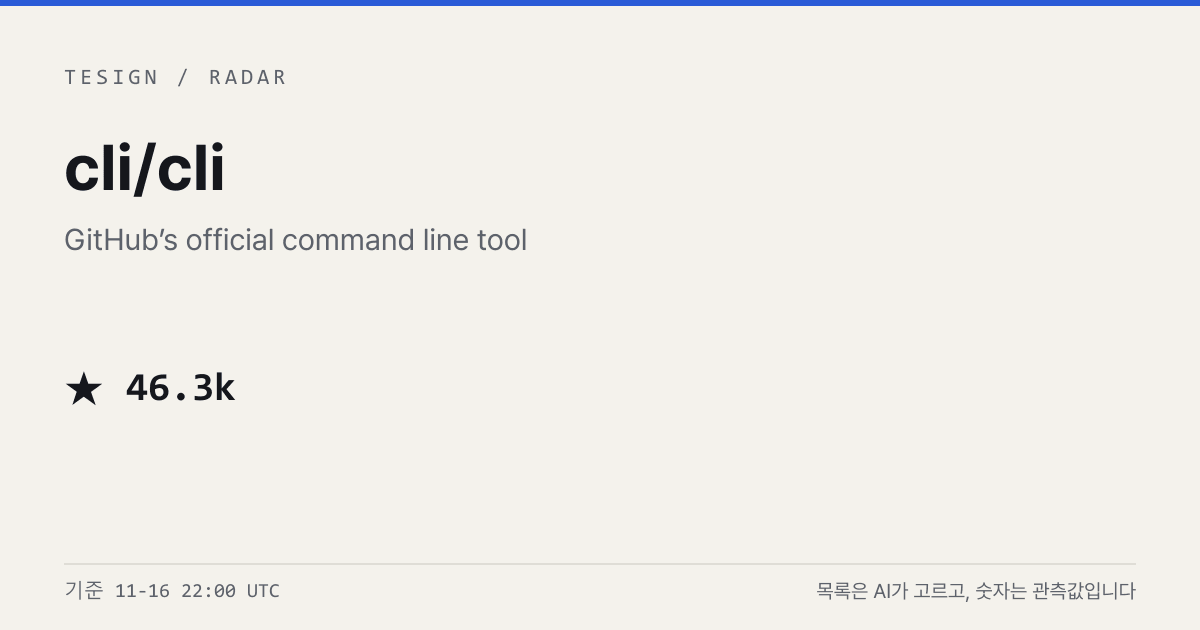 TESIGN / RADAR
cli/cli
GitHub’s official command line tool
★ 46.3k
기준 11-16 22:00 UTC
목록은 AI가 고르고, 숫자는 관측값입니다